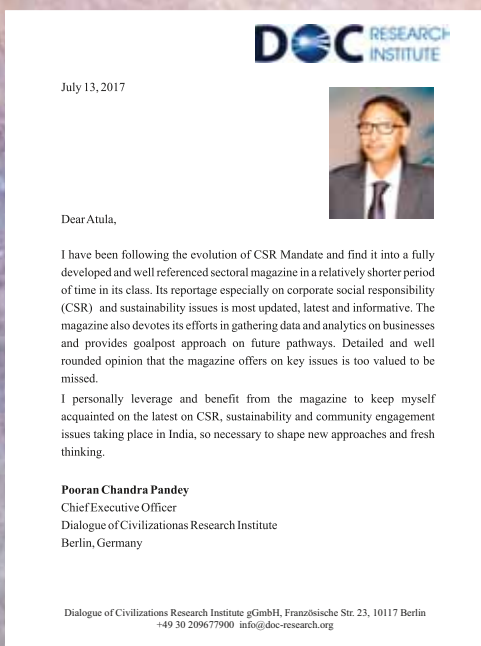 DOC RESEARCH
INSTITUTE
July 13, 2017
Dear Atula,
I have been following the evolution of CSR Mandate and find it into a fully
developed and well referenced sectoral magazine in a relatively shorter period
of time in its class. Its reportage especially on corporate social responsibility
(CSR) and sustainability issues is most updated, latest and informative. The
magazine also devotes its efforts in gathering data and analytics on businesses
and provides goalpost approach on future pathways. Detailed and well
rounded opinion that the magazine offers on key issues is too valued to be
missed.
I personally leverage and benefit from the magazine to keep myself
acquainted on the latest on CSR, sustainability and community engagement
issues taking place in India, so necessary to shape new approaches and fresh
thinking.
Pooran Chandra Pandey
Chief Executive Officer
Dialogue of Civilizationas Research Institute
Berlin, Germany
Dialogue of Civilizations Research Institute gGmbH, Französische Str. 23, 10117 Berlin
+49 30 209677900 info@doc-research.org